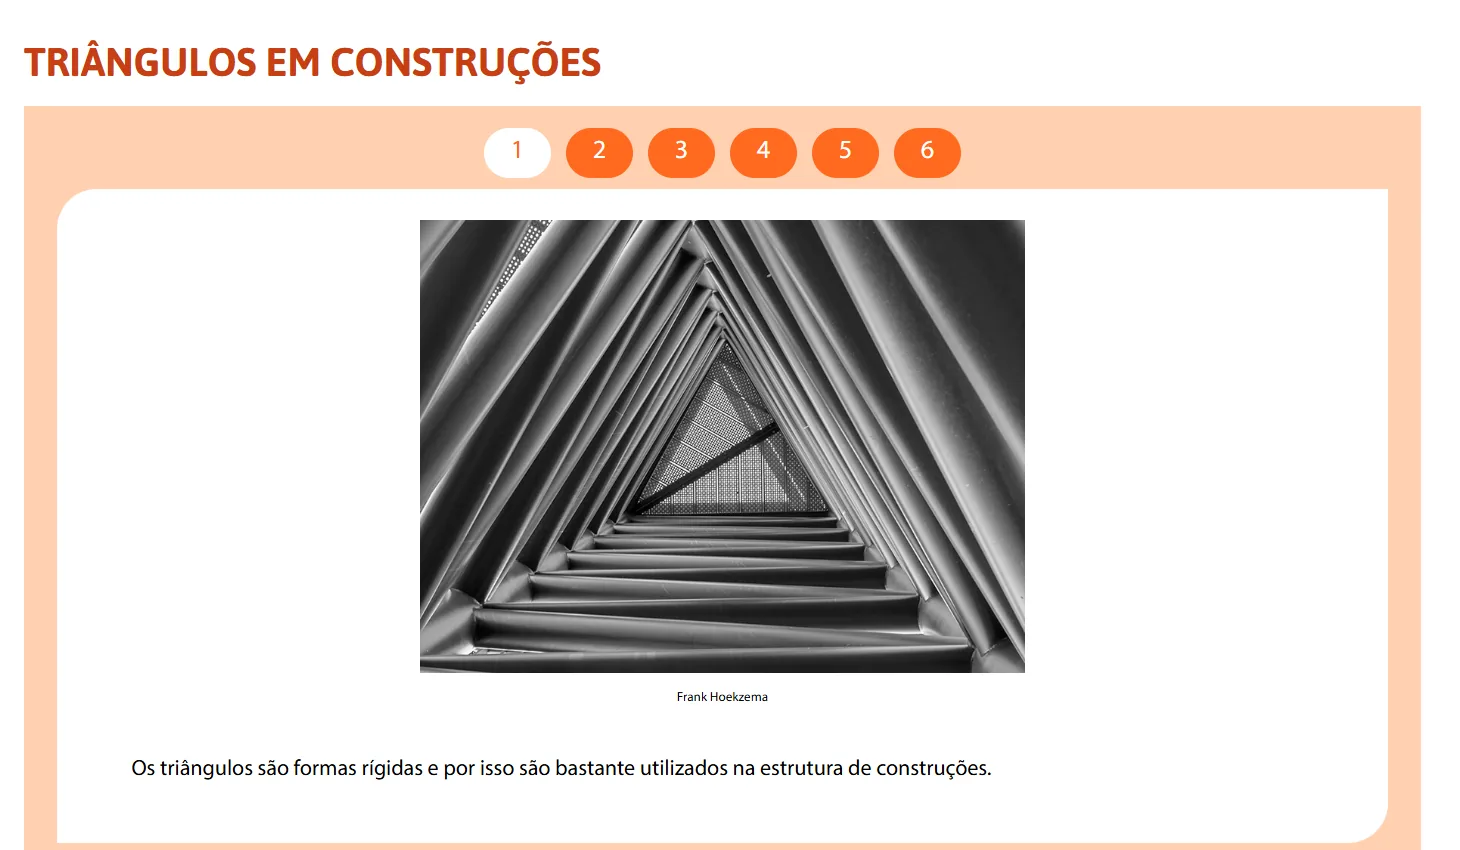 TRIÂNGULOS EM CONSTRUÇÕES
1 2 3 4 5 6
Frank Hoekzema
Os triângulos são formas rígidas e por isso são bastante utilizados na estrutura de construções.